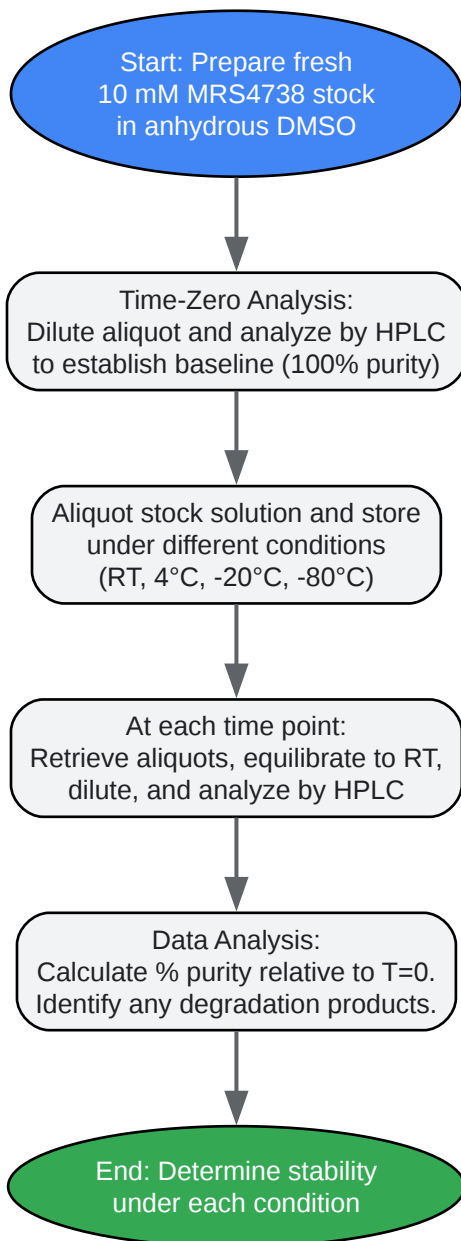 Start: Prepare fresh
10 mM MRS4738 stock
in anhydrous DMSO
Time-Zero Analysis:
Dilute aliquot and analyze by HPLC
to establish baseline (100% purity)
Aliquot stock solution and store
under different conditions
(RT, 4°C, -20°C, -80°C)
At each time point:
Retrieve aliquots, equilibrate to RT,
dilute, and analyze by HPLC
Data Analysis:
Calculate % purity relative to T=0.
Identify any degradation products.
End: Determine stability
under each condition